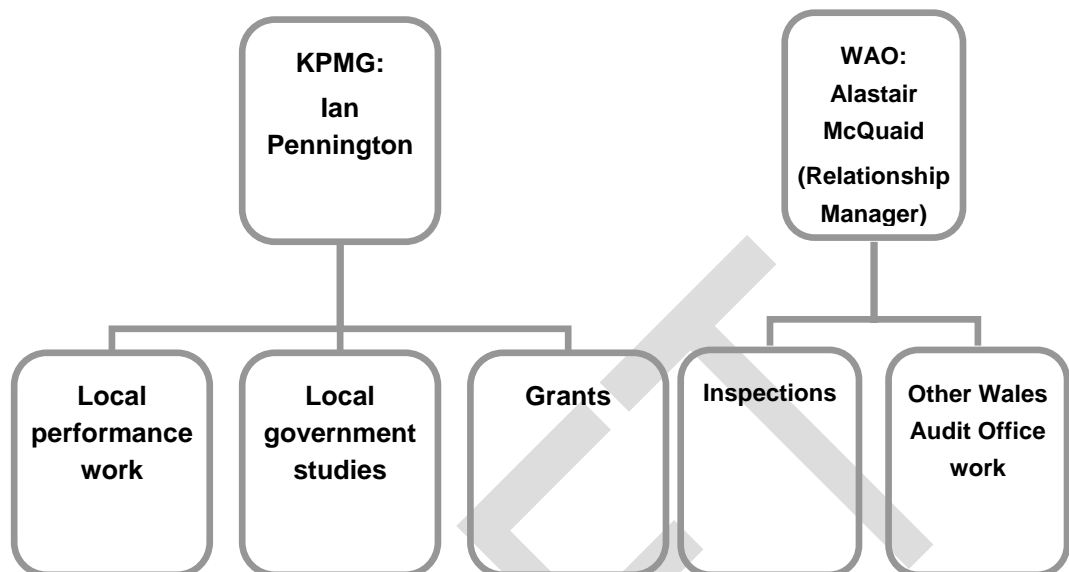 KPMG:
Ian
Pennington
WAO:
Alastair
McQuaid
(Relationship
Manager)
Local
performance
work
Local
government
studies
Grants
Inspections
Other Wales
Audit Office
work